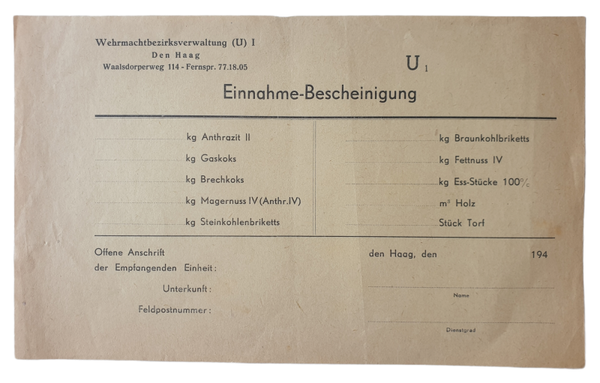 Wehrmachtbezirksverwaltung (U) I
Den Haag
Waalsdorperweg 114 - Fernspr. 77.18.05
U 1
Einnahme-Bescheinigung
kg Anthrazit II
kg Gaskoks
kg Brechkoks
kg Magernuss IV (Anthr.IV)
kg Steinkohlenbriketts
kg Braunkohlbriketts
kg Fettnuss IV
kg Ess-Stücke 100%
m³ Holz
Stück Torf
Offene Anschrift
der Empfangenden Einheit:
Unterkunft:
Feldpostnummer:
den Haag, den 194
Name
Dienstgrad